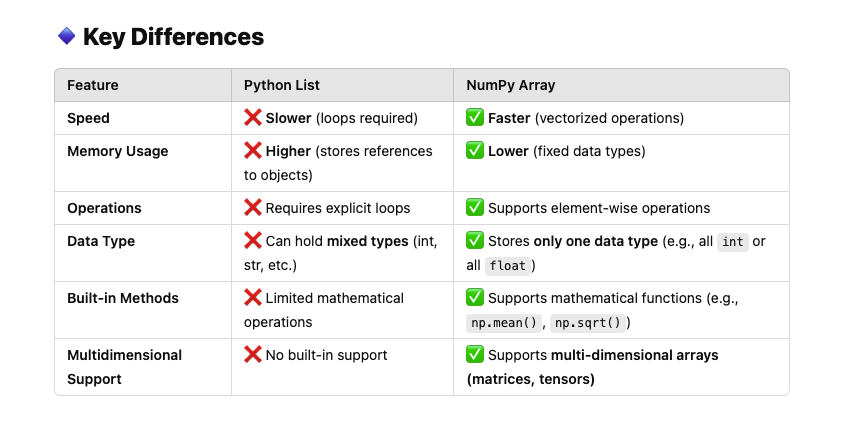 Key Differences
Feature Python List NumPy Array
Speed ❌ Slower (loops required) ✅ Faster (vectorized operations)
Memory Usage ❌ Higher (stores references ✅ Lower (fixed data types)
to objects)
Operations ❌ Requires explicit loops ✅ Supports element-wise operations
Data Type ❌ Can hold mixed types (int, ✅ Stores only one data type (e.g., all int or
str, etc.) all float)
Built-in Methods ❌ Limited mathematical ✅ Supports mathematical functions (e.g.,
operations np.mean(), np.sqrt())
Multidimensional ❌ No built-in support ✅ Supports multi-dimensional arrays
Support (matrices, tensors)